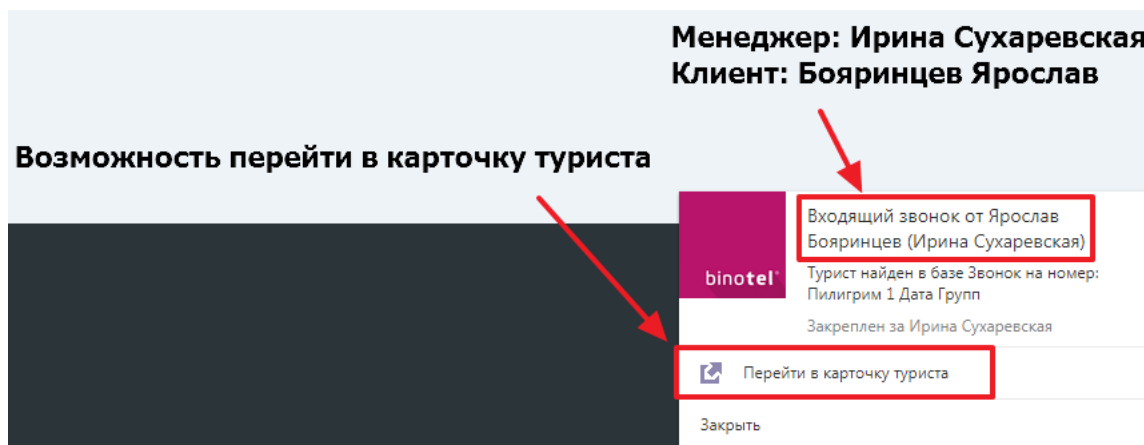 Менеджер: Ирина Сухаревская
Клиент: Бояринцев Ярослав
Возможность перейти в карточку туриста
Входящий звонок от Ярослав
Бояринцев (Ирина Сухаревская)
binotel
Турист найден в базе Звонок на номер:
Пилигрим 1 Дата Групп
Закреплен за Ирина Сухаревская
Перейти в карточку туриста
Закрыть